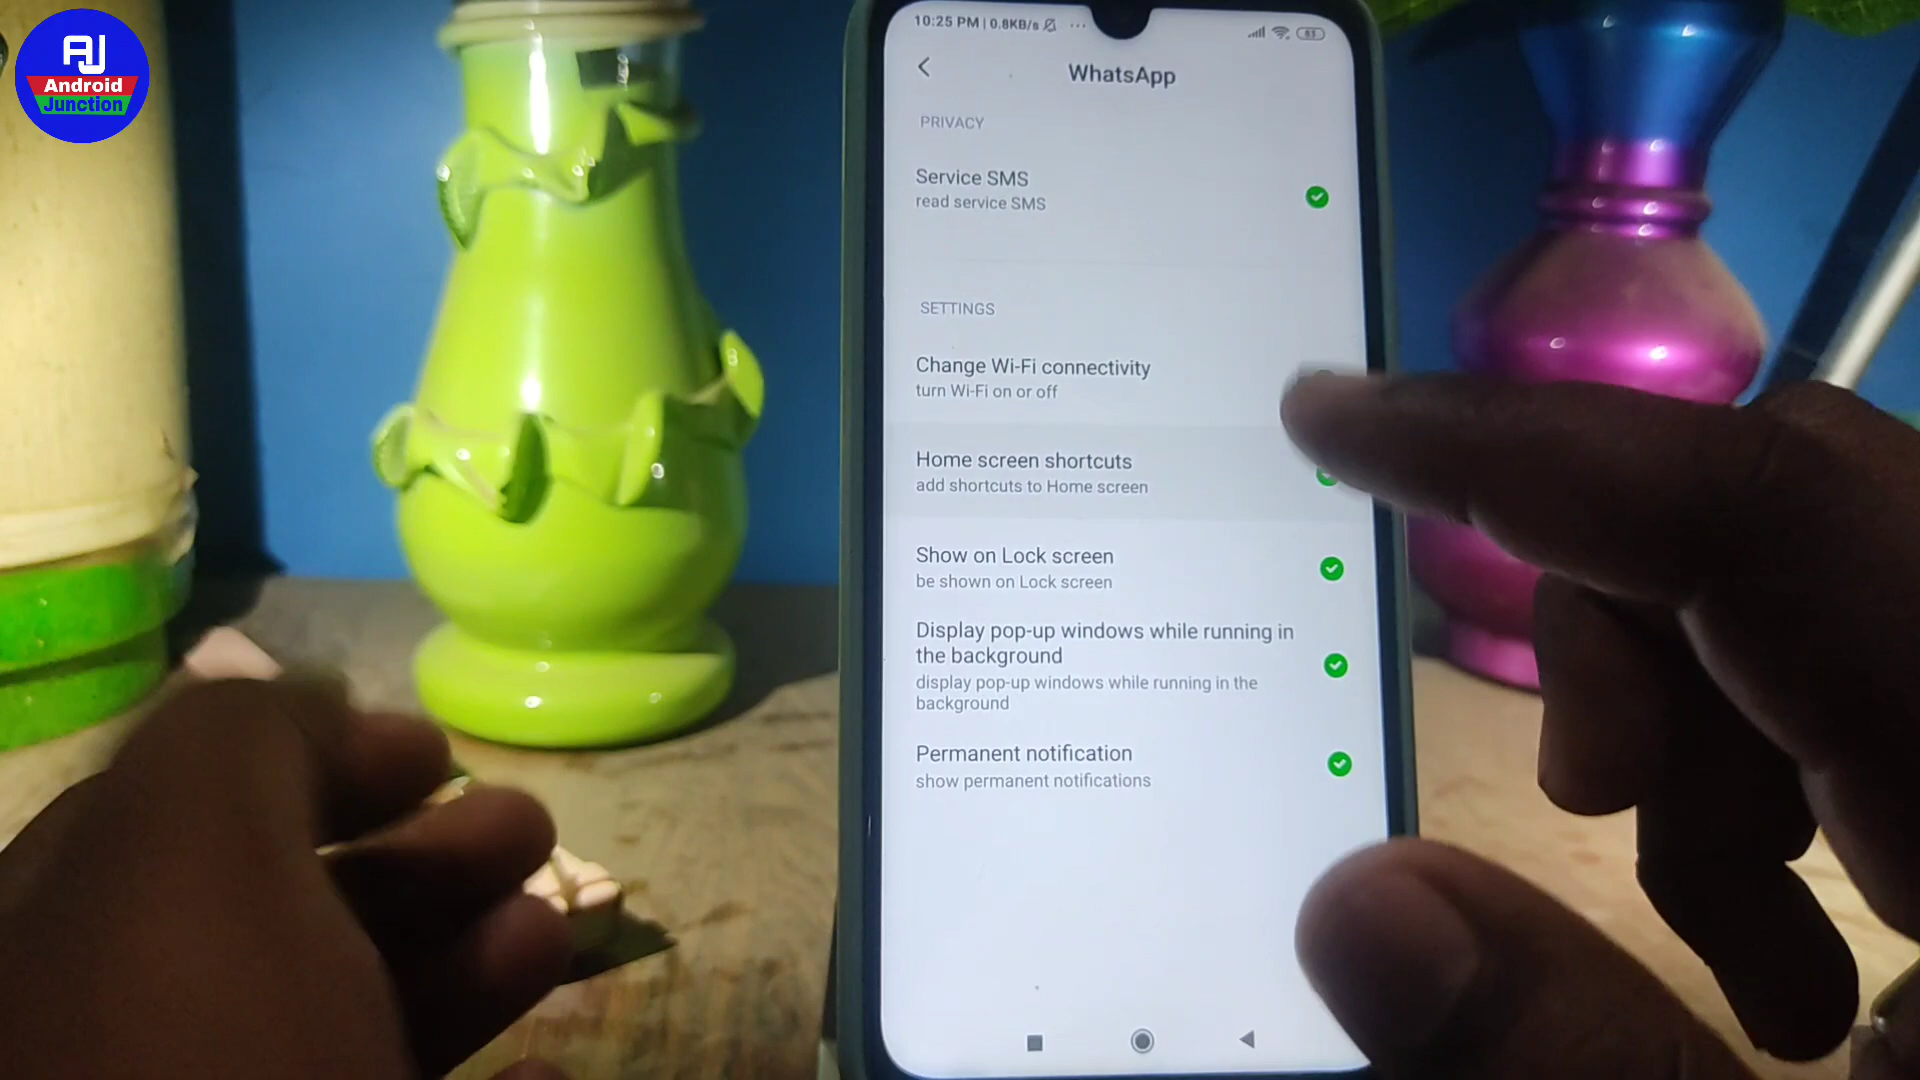 AJ
Android
Junction
10:25 PM | 0.8KB/s ...
83
WhatsApp
PRIVACY
Service SMS
read service SMS
SETTINGS
Change Wi-Fi connectivity
turn Wi-Fi on or off
Home screen shortcuts
add shortcuts to Home screen
Show on Lock screen
be shown on Lock screen
Display pop-up windows while running in
the background
display pop-up windows while running in the
background
Permanent notification
show permanent notifications